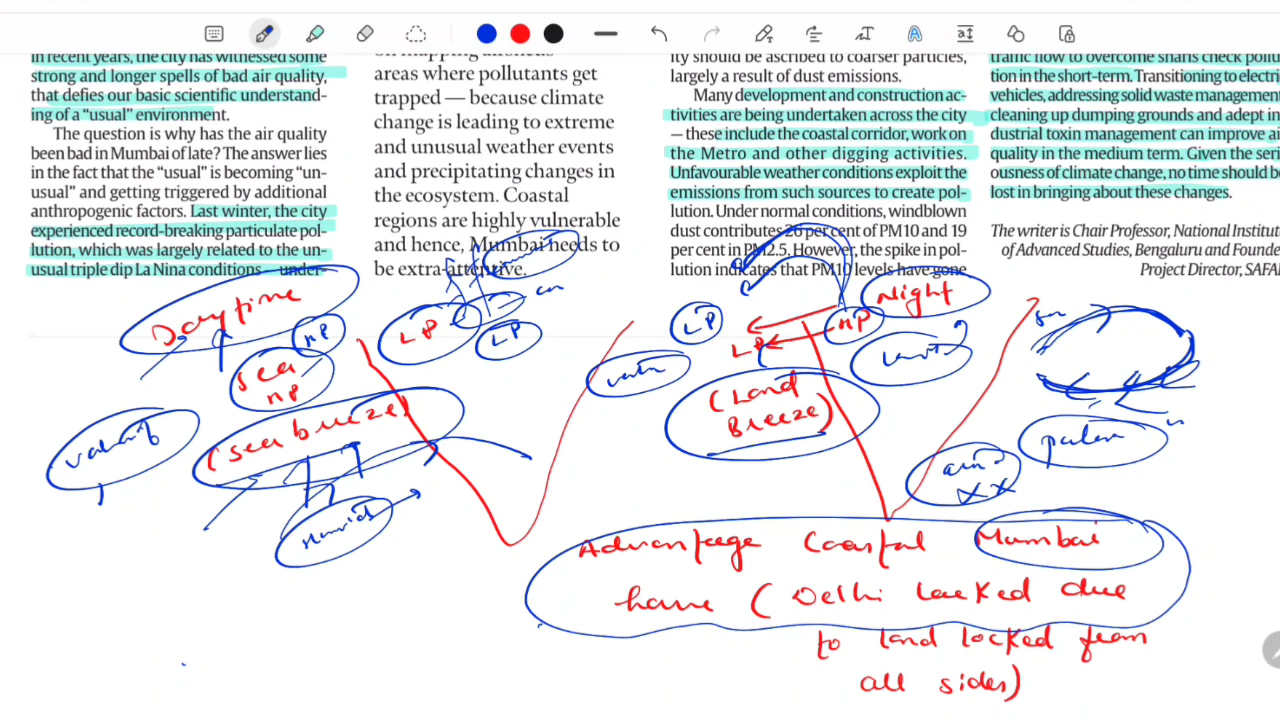 in recent years, the city has witnessed some
strong and longer spells of bad air quality,
that defies our basic scientific understand-
ing of a “usual” environment.
The question is why has the air quality
been bad in Mumbai of late? The answer lies
in the fact that the “usual” is becoming “un-
usual” and getting triggered by additional
anthropogenic factors. Last winter, the city
experienced record-breaking particulate pol-
lution, which was largely related to the un-
usual triple dip La Nina conditions — under-
areas where pollutants get
trapped — because climate
change is leading to extreme
and unusual weather events
and precipitating changes in
the ecosystem. Coastal
regions are highly vulnerable
and hence, Mumbai needs to
be extra-attentive.
ity should be ascribed to coarser particles,
largely a result of dust emissions.
Many development and construction ac-
tivities are being undertaken across the city
— these include the coastal corridor, work on
the Metro and other digging activities.
Unfavourable weather conditions exploit the
emissions from such sources to create pol-
lution. Under normal conditions, windblown
dust contributes 26 per cent of PM10 and 19
per cent in PM2.5. However, the spike in pol-
lution indicates that PM10 levels have gone
traffic flow to overcome snarls check pollu
tion in the short-term. Transitioning to electri
vehicles, addressing solid waste management
cleaning up dumping grounds and adept in
dustrial toxin management can improve ai
quality in the medium term. Given the seri
ousness of climate change, no time should be
lost in bringing about these changes.
The writer is Chair Professor, National Institut
of Advanced Studies, Bengaluru and Founde
Project Director, SAFA
Daytime
HP
Sea
HP
(Sea breeze)
Humid
LP
LP
LP
HP
Night
LP
(Land
Breeze)
Advantage Coastal Mumbai
have (Delhi lacked due
to land locked from
all sides)